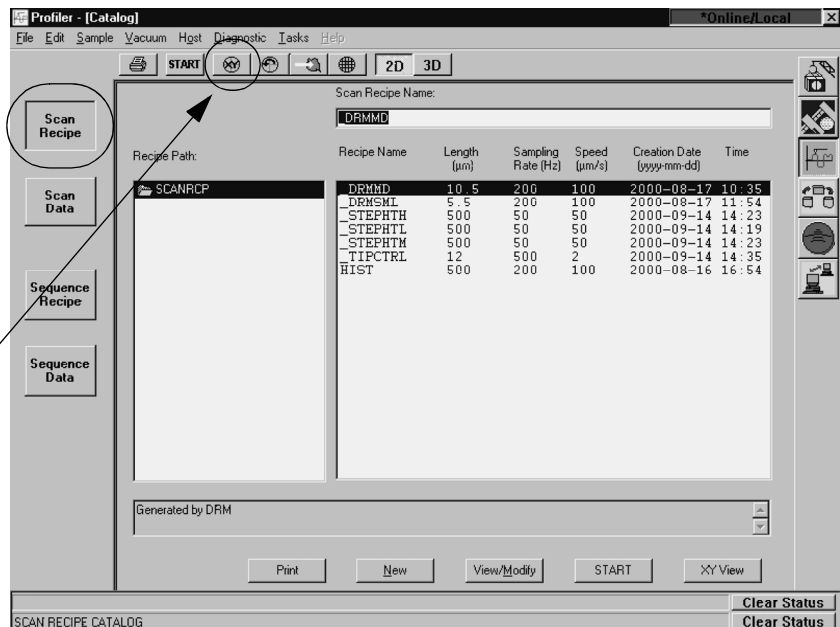 Profiler - [Catalog] *Online/Local X
File Edit Sample Vacuum Host Diagnostic Tasks Help
START XY 2D 3D
Scan Recipe Name:
_DRMMD
Scan Recipe
Recipe Path:
SCANRCP
Recipe Name Length (µm) Sampling Rate (Hz) Speed (µm/s) Creation Date (yyyy-mm-dd) Time
_DRMMD 10.5 200 100 2000-08-17 10:35
_DRMSML 5.5 200 100 2000-08-17 11:54
_STEPHTH 500 50 50 2000-09-14 14:23
_STEPHTL 500 50 50 2000-09-14 14:19
_STEPHTM 500 50 50 2000-09-14 14:23
_TIPCTRL 12 500 2 2000-09-14 14:35
HIST 500 200 100 2000-08-16 16:54
Scan Data
Sequence Recipe
Sequence Data
Generated by DRM
Print New View/Modify START XY View
Clear Status
SCAN RECIPE CATALOG Clear Status